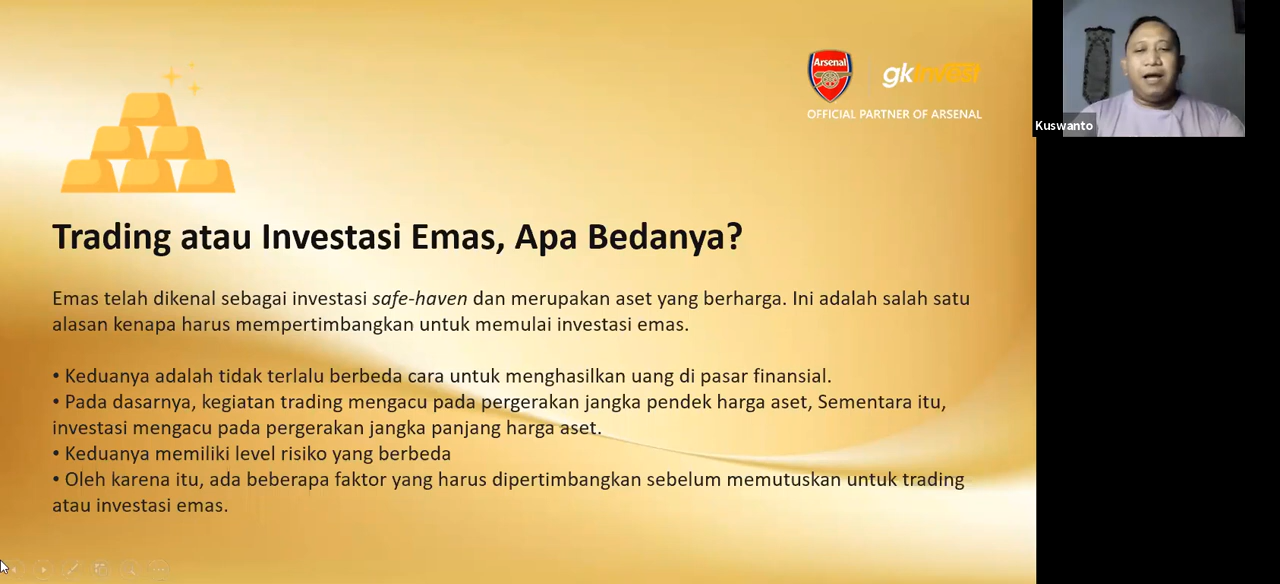 Arsenal
gkinvest
OFFICIAL PARTNER OF ARSENAL
Kuswanto
Trading atau Investasi Emas, Apa Bedanya?
Emas telah dikenal sebagai investasi safe-haven dan merupakan aset yang berharga. Ini adalah salah satu
alasan kenapa harus mempertimbangkan untuk memulai investasi emas.
• Keduanya adalah tidak terlalu berbeda cara untuk menghasilkan uang di pasar finansial.
• Pada dasarnya, kegiatan trading mengacu pada pergerakan jangka pendek harga aset, Sementara itu,
investasi mengacu pada pergerakan jangka panjang harga aset.
• Keduanya memiliki level risiko yang berbeda
• Oleh karena itu, ada beberapa faktor yang harus dipertimbangkan sebelum memutuskan untuk trading
atau investasi emas.